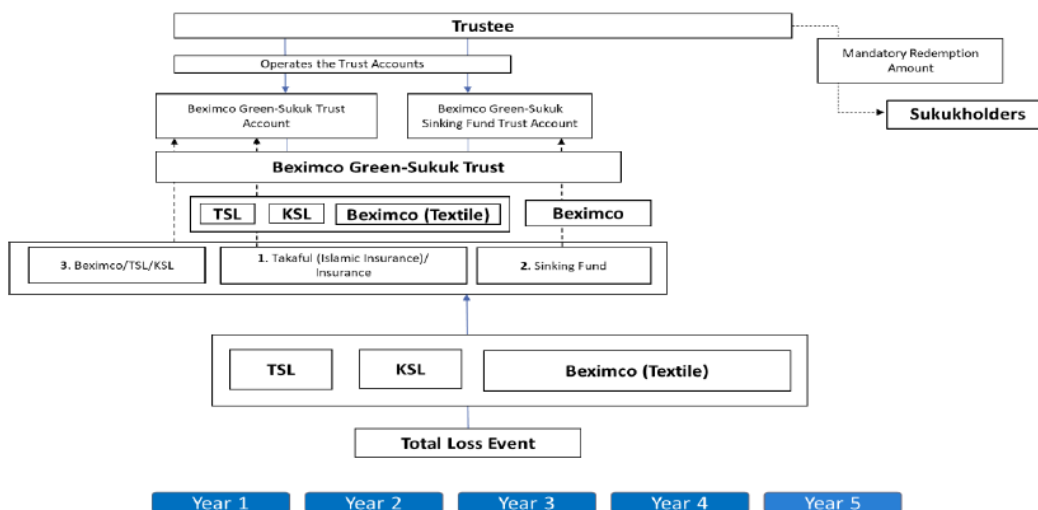 Trustee
Operates the Trust Accounts
Mandatory Redemption
Amount
Beximco Green-Sukuk Trust
Account
Beximco Green-Sukuk
Sinking Fund Trust Account
Sukukholders
Beximco Green-Sukuk Trust
TSL
KSL
Beximco (Textile)
Beximco
3. Beximco/TSL/KSL
1. Takaful (Islamic Insurance)/
Insurance
2. Sinking Fund
TSL
KSL
Beximco (Textile)
Total Loss Event
Year 1
Year 2
Year 3
Year 4
Year 5